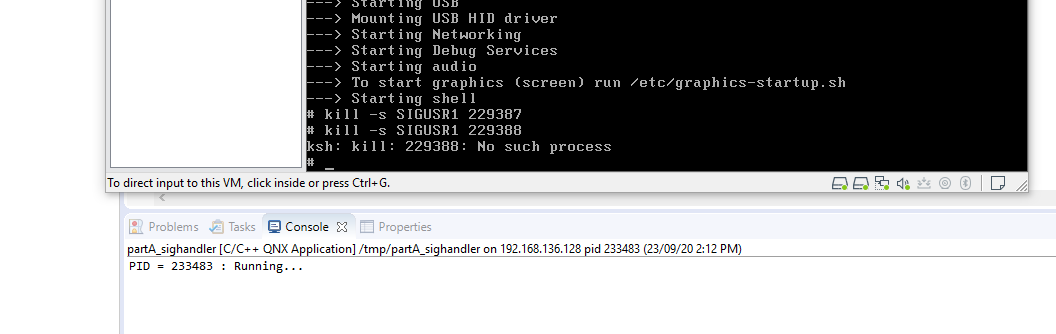 ---> Starting USB
---> Mounting USB HID driver
---> Starting Networking
---> Starting Debug Services
---> Starting audio
---> To start graphics (screen) run /etc/graphics-startup.sh
---> Starting shell
# kill -s SIGUSR1 229387
# kill -s SIGUSR1 229388
ksh: kill: 229388: No such process
# _
To direct input to this VM, click inside or press Ctrl+G.
Problems Tasks Console Properties
partA_sighandler [C/C++ QNX Application] /tmp/partA_sighandler on 192.168.136.128 pid 233483 (23/09/20 2:12 PM)
PID = 233483 : Running...